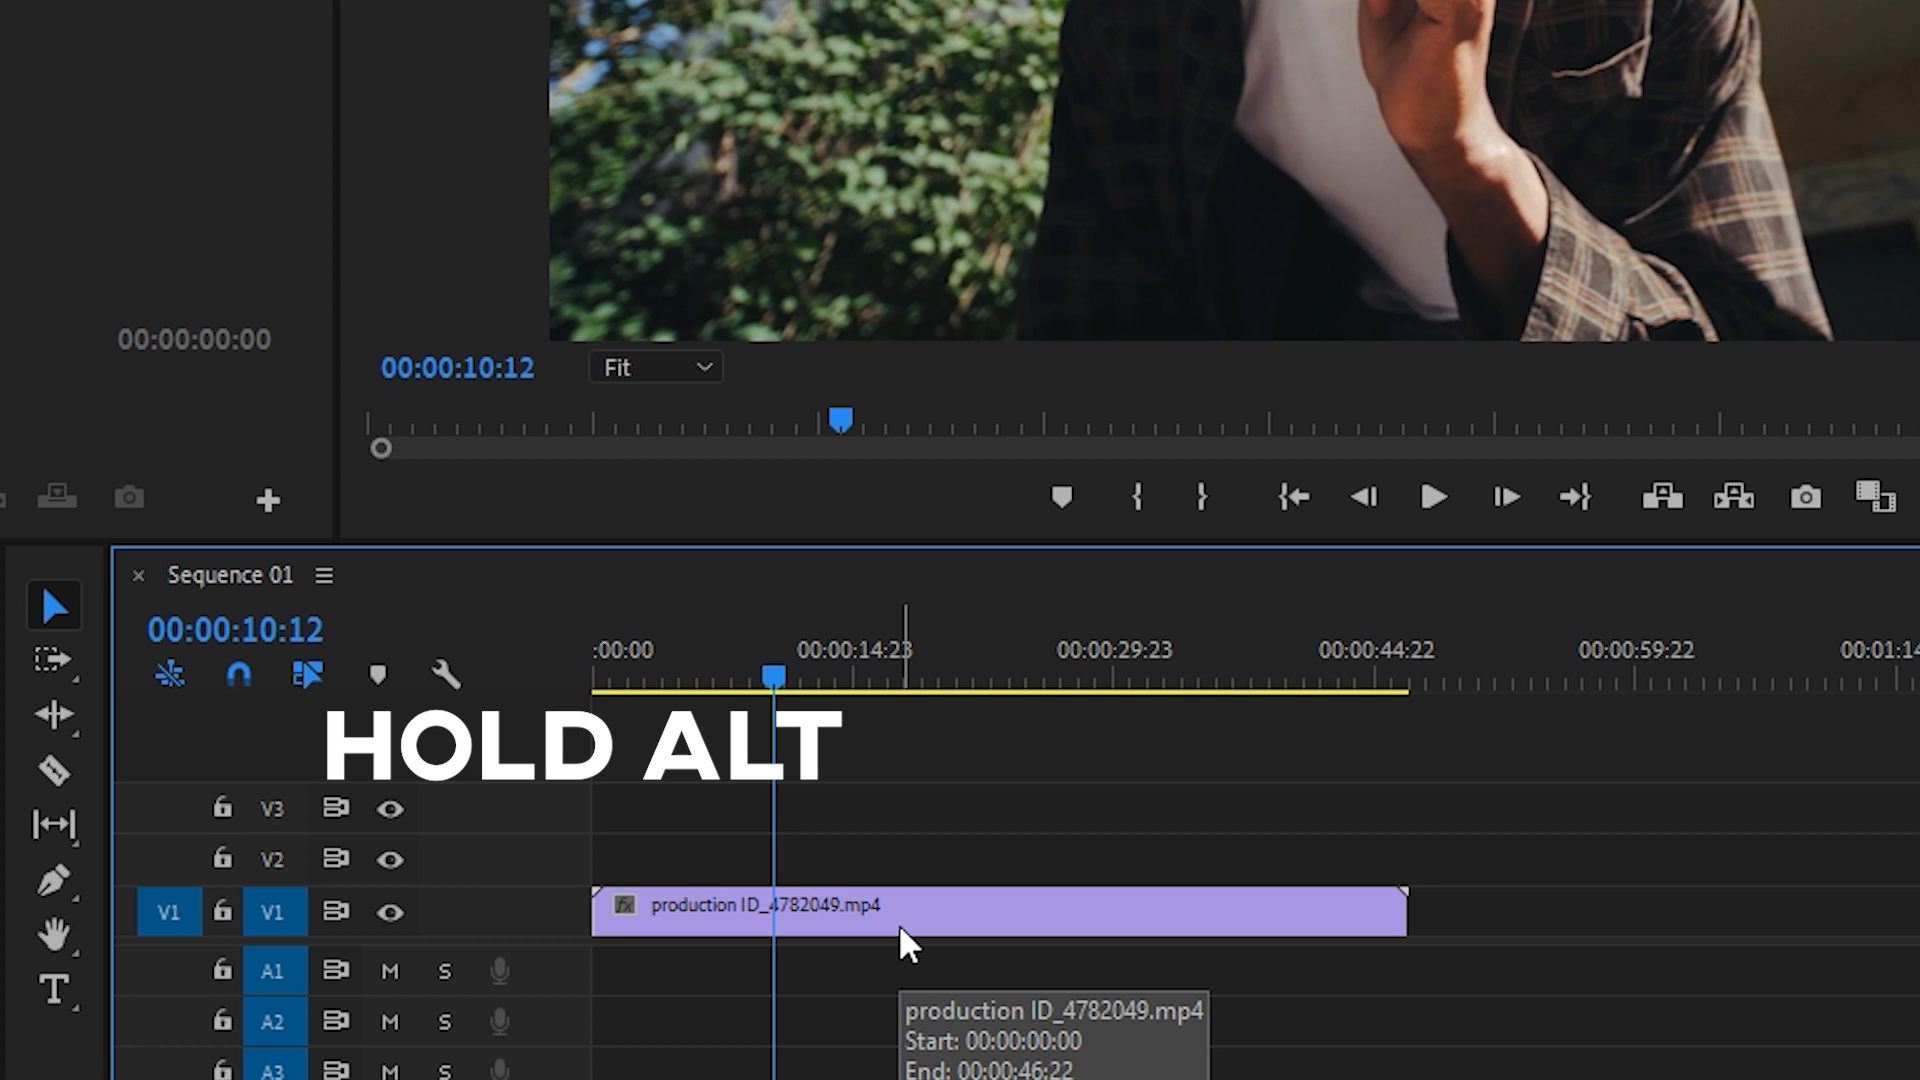 00:00:00:00
00:00:10:12
Fit
Sequence 01
00:00:10:12
:00:00
00:00:14:23
00:00:29:23
00:00:44:22
00:00:59:22
00:01:14
HOLD ALT
V3
V2
V1
V1
fx
production ID_4782049.mp4
A1
M
S
A2
M
S
A3
M
S
production ID_4782049.mp4
Start: 00:00:00:00
End: 00:00:46:22